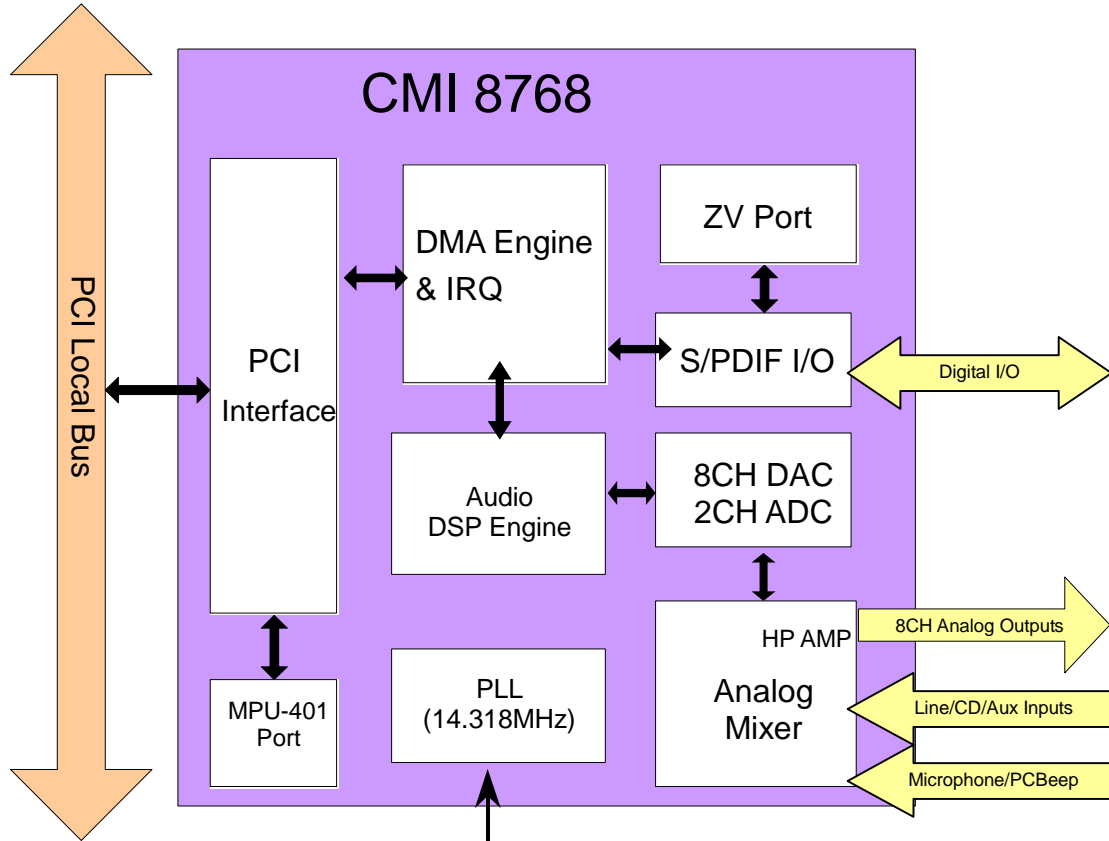 CMI 8768
PCI Local Bus
PCI
Interface
DMA Engine
& IRQ
ZV Port
S/PDIF I/O
Digital I/O
Audio
DSP Engine
8CH DAC
2CH ADC
HP AMP
8CH Analog Outputs
Analog
Mixer
Line/CD/Aux Inputs
Microphone/PCBeep
MPU-401
Port
PLL
(14.318MHz)